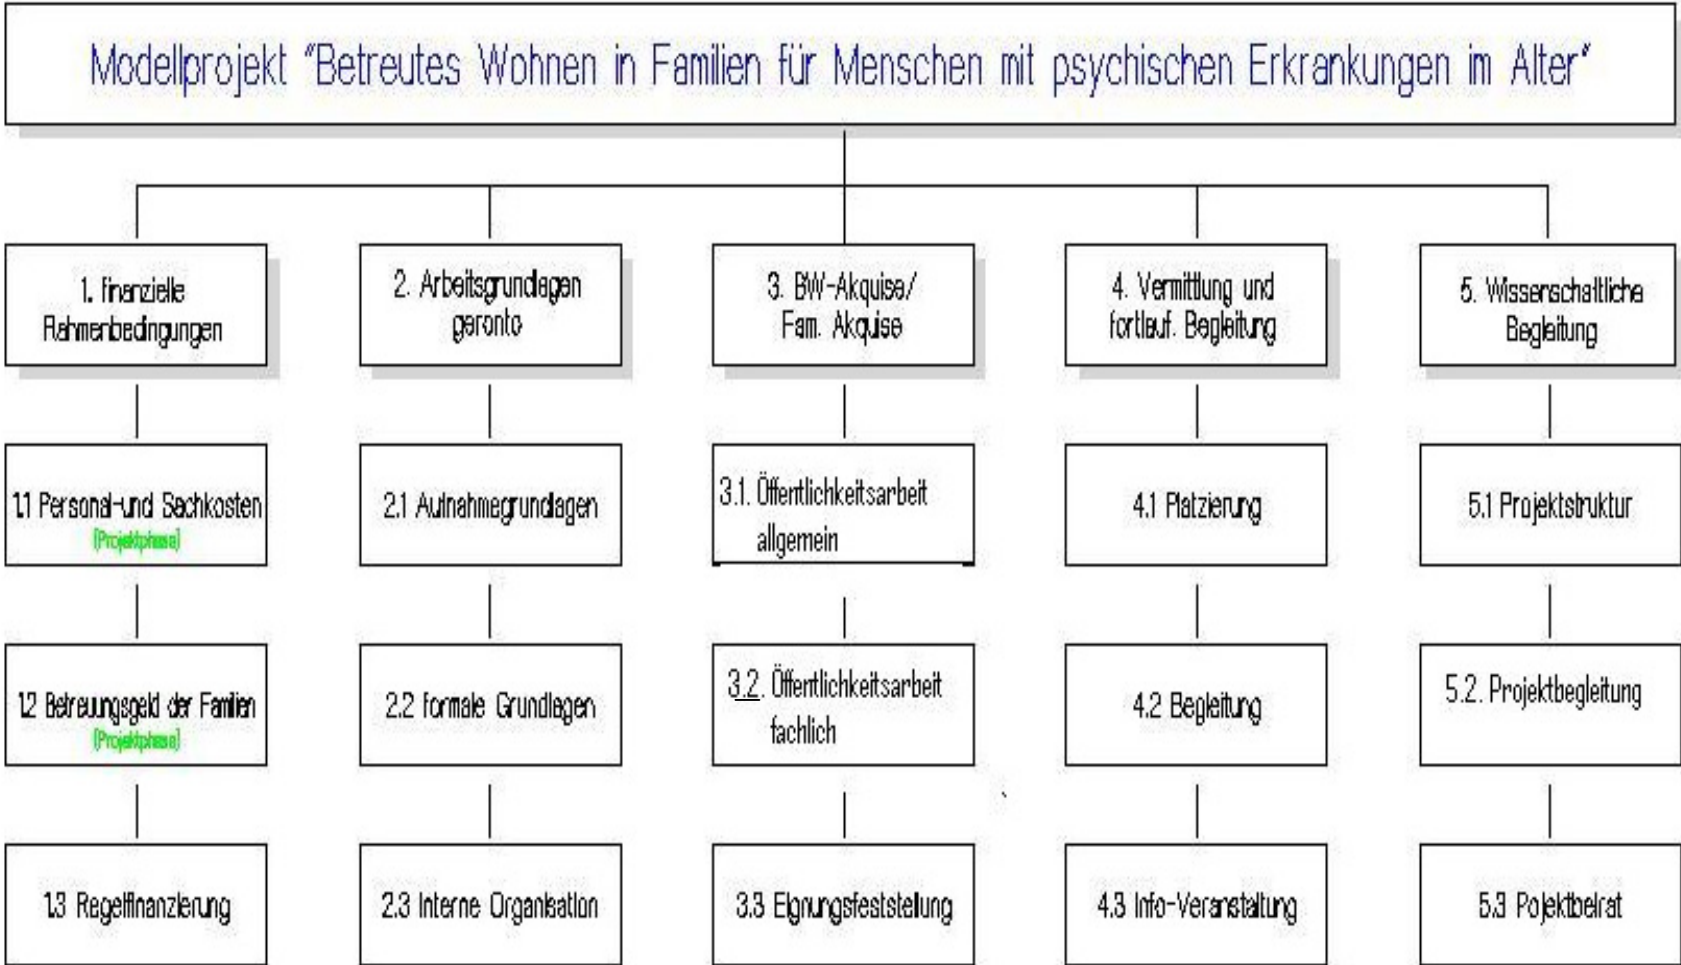 Modellprojekt "Betreutes Wohnen in Familien für Menschen mit psychischen Erkrankungen im Alter"
1. finanzielle
Rahmenbedingungen
2. Arbeitsgrundlagen
geronto
3. BW-Akquise/
Fam. Akquise
4. Vermittlung und
fortlauf. Begleitung
5. Wissenschaftliche
Begleitung
1.1 Personal-und Sachkosten
(Projektphase)
2.1 Aufnahmegrundlagen
3.1. Öffentlichkeitsarbeit
allgemein
4.1 Platzierung
5.1 Projektstruktur
1.2 Betreuungsgeld der Familien
(Projektphase)
2.2 formale Grundlagen
3.2. Öffentlichkeitsarbeit
fachlich
4.2 Begleitung
5.2. Projektbegleitung
1.3 Regelfinanzierung
2.3 Interne Organisation
3.3 Eignungsfeststellung
4.3 Info-Veranstaltung
5.3 Pojektbeirat